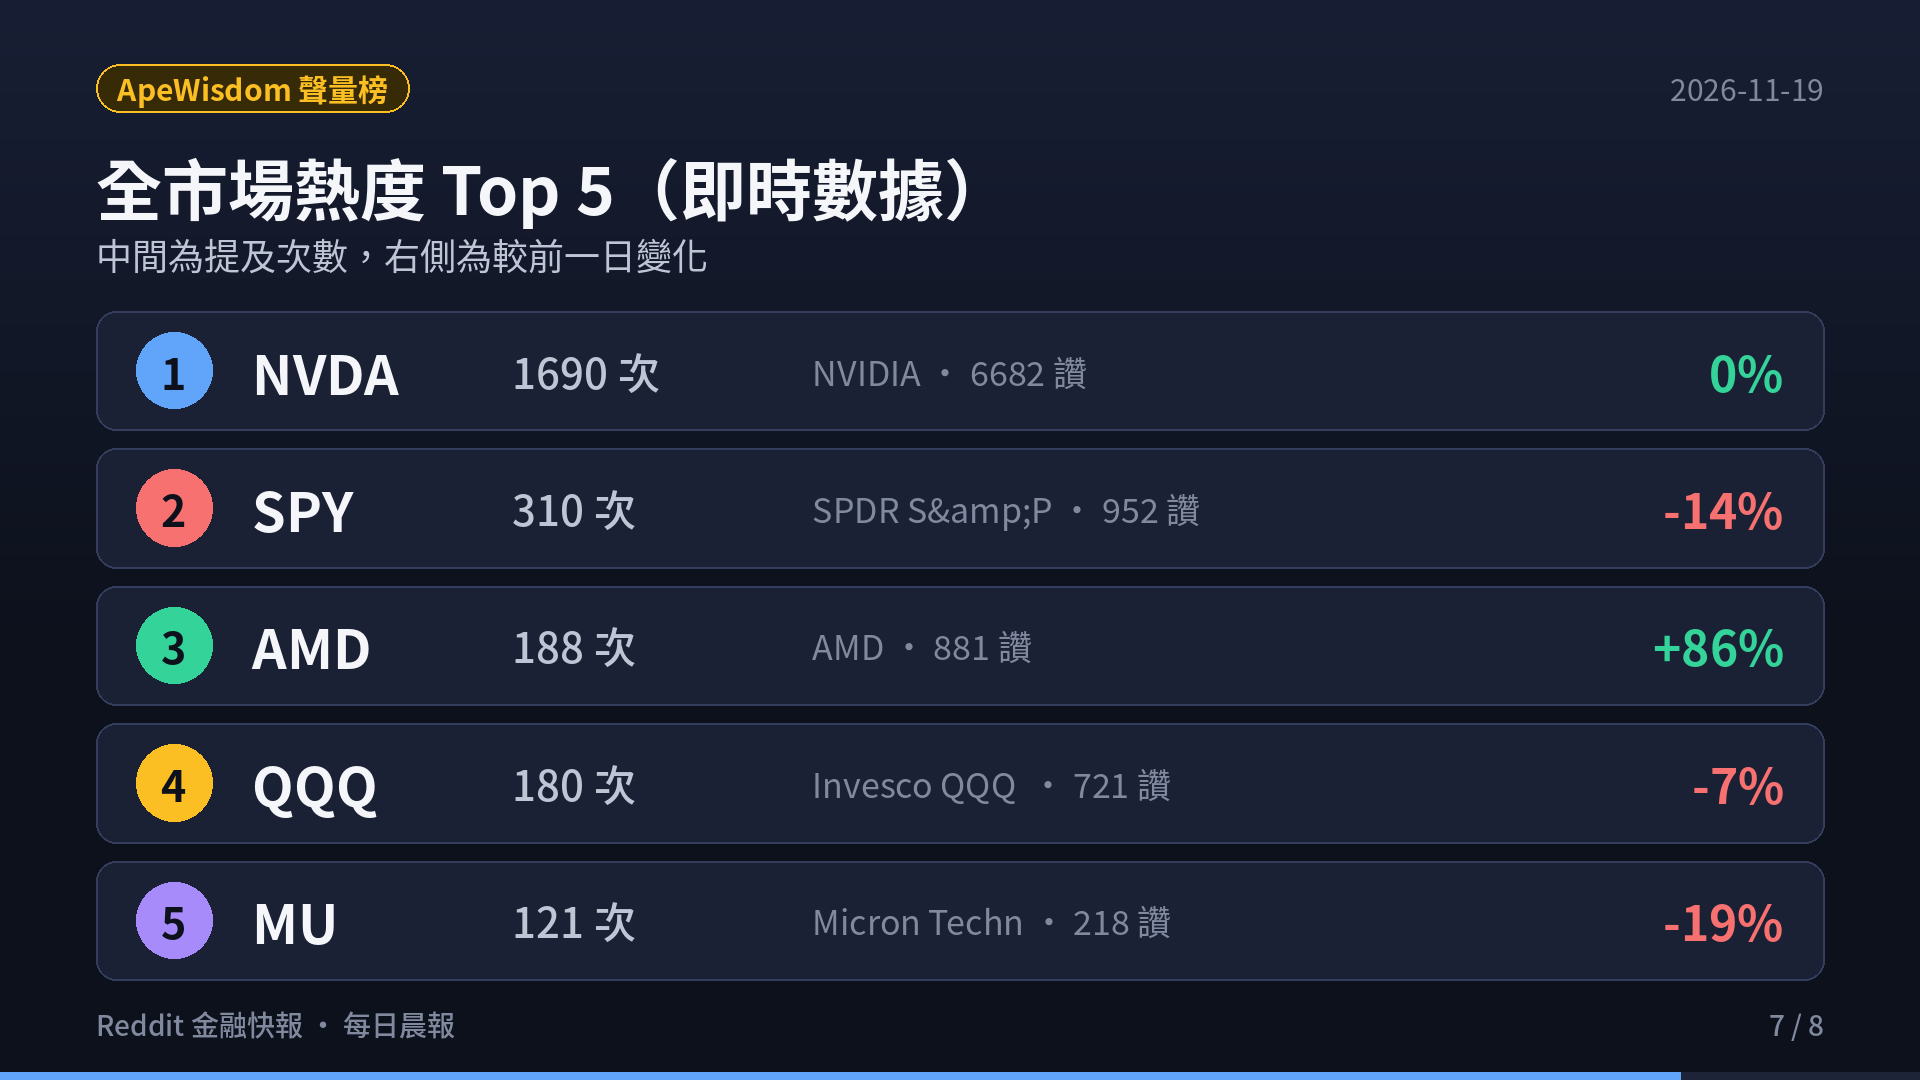 ApeWisdom 聲量榜
2026-11-19
全市場熱度 Top 5（即時數據）
中間為提及次數，右側為較前一日變化
1 NVDA 1690 次 NVIDIA · 6682 讚 0%
2 SPY 310 次 SPDR S&amp;P · 952 讚 -14%
3 AMD 188 次 AMD · 881 讚 +86%
4 QQQ 180 次 Invesco QQQ · 721 讚 -7%
5 MU 121 次 Micron Techn · 218 讚 -19%
Reddit 金融快報 · 每日晨報
7 / 8